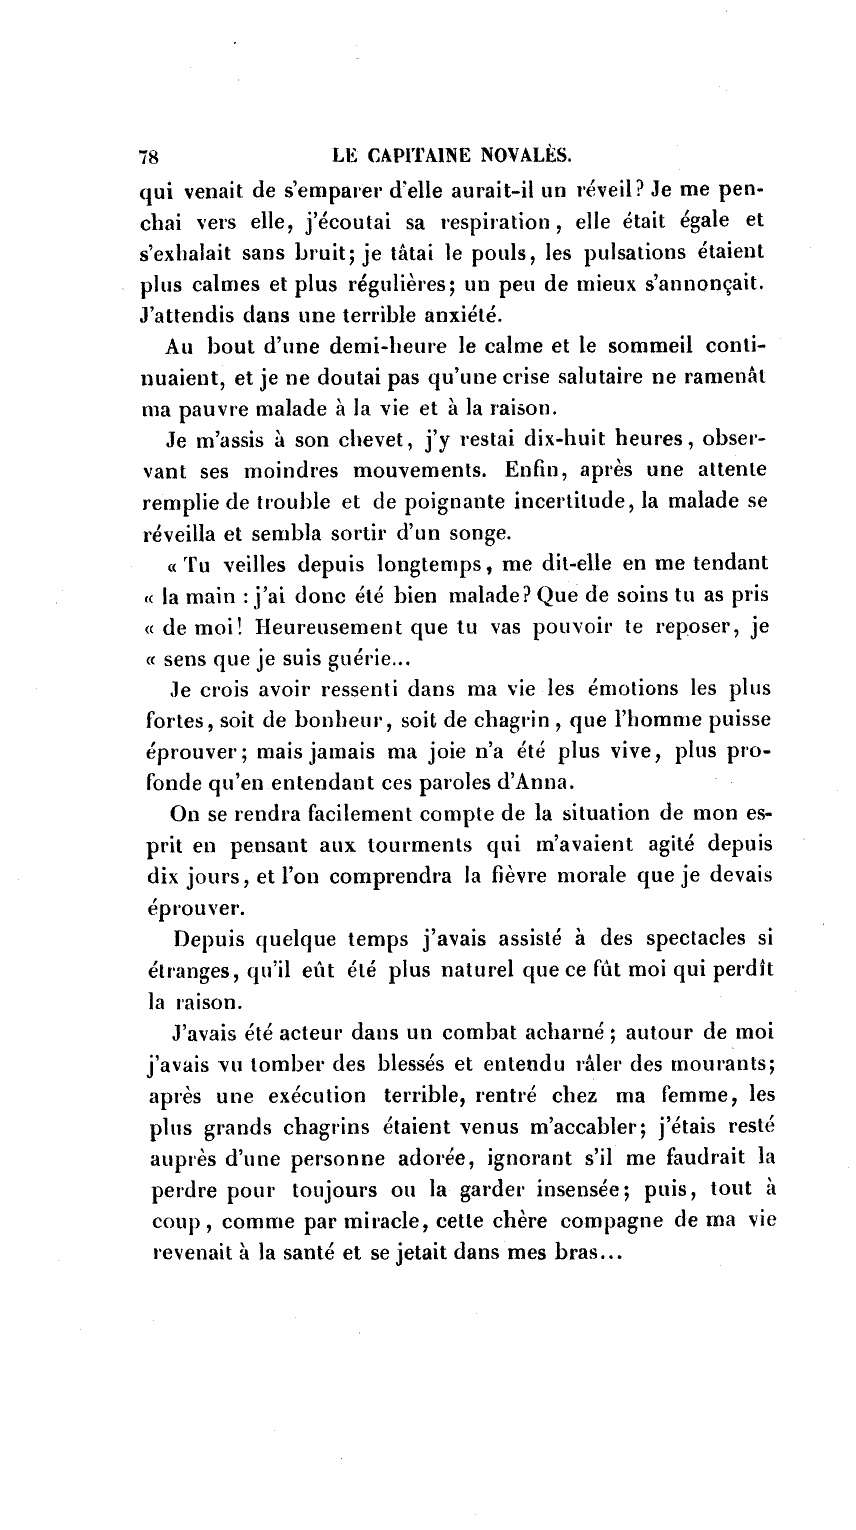 78 LE CAPITAINE NOVALÈS.
qui venait de s'emparer d'elle aurait-il un réveil? Je me pen-
chai vers elle, j'écoutai sa respiration, elle était égale et
s'exhalait sans bruit; je tâtai le pouls, les pulsations étaient
plus calmes et plus régulières; un peu de mieux s'annonçait.
J'attendis dans une terrible anxiété.
Au bout d'une demi-heure le calme et le sommeil conti-
nuaient, et je ne doutai pas qu'une crise salutaire ne ramenât
ma pauvre malade à la vie et à la raison.
Je m'assis à son chevet, j'y restai dix-huit heures, obser-
vant ses moindres mouvements. Enfin, après une attente
remplie de trouble et de poignante incertitude, la malade se
réveilla et sembla sortir d'un songe.
« Tu veilles depuis longtemps, me dit-elle en me tendant
« la main : j'ai donc été bien malade? Que de soins tu as pris
« de moi! Heureusement que tu vas pouvoir te reposer, je
« sens que je suis guérie...
Je crois avoir ressenti dans ma vie les émotions les plus
fortes, soit de bonheur, soit de chagrin, que l'homme puisse
éprouver; mais jamais ma joie n'a été plus vive, plus pro-
fonde qu'en entendant ces paroles d'Anna.
On se rendra facilement compte de la situation de mon es-
prit en pensant aux tourments qui m'avaient agité depuis
dix jours, et l'on comprendra la fièvre morale que je devais
éprouver.
Depuis quelque temps j'avais assisté à des spectacles si
étranges, qu'il eût été plus naturel que ce fût moi qui perdît
la raison.
J'avais été acteur dans un combat acharné; autour de moi
j'avais vu tomber des blessés et entendu râler des mourants;
après une exécution terrible, rentré chez ma femme, les
plus grands chagrins étaient venus m'accabler; j'étais resté
auprès d'une personne adorée, ignorant s'il me faudrait la
perdre pour toujours ou la garder insensée; puis, tout à
coup, comme par miracle, cette chère compagne de ma vie
revenait à la santé et se jetait dans mes bras...